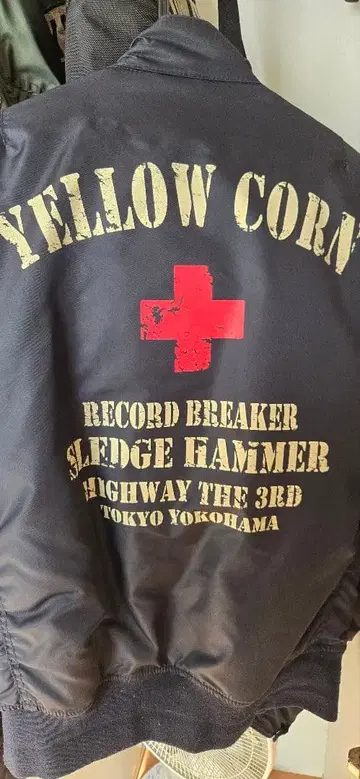 YELLOW CORN
RECORD BREAKER
SLEDGE HAMMER
HIGHWAY THE 3RD
TOKYO YOKOHAMA